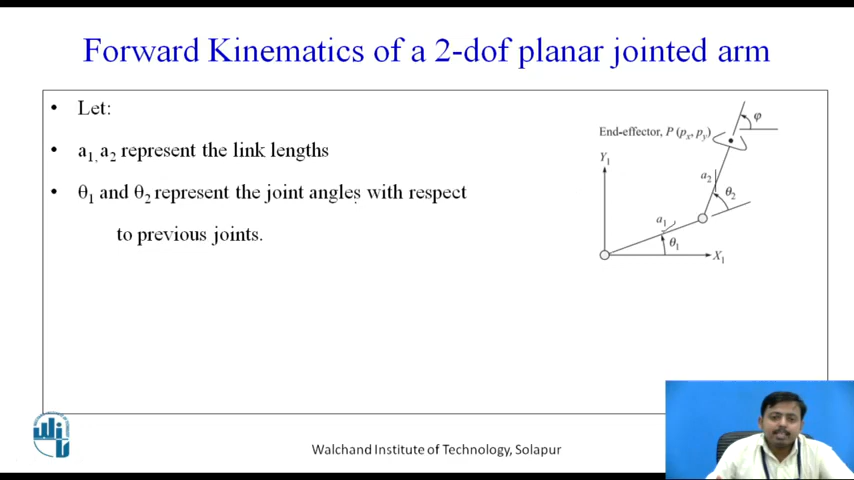 Forward Kinematics of a 2-dof planar jointed arm
• Let:
• a1, a2 represent the link lengths
• θ1 and θ2 represent the joint angles with respect
to previous joints.
φ
End-effector, P (px, py)
Y1
a2
θ2
a1
θ1
X1
Walchand Institute of Technology, Solapur